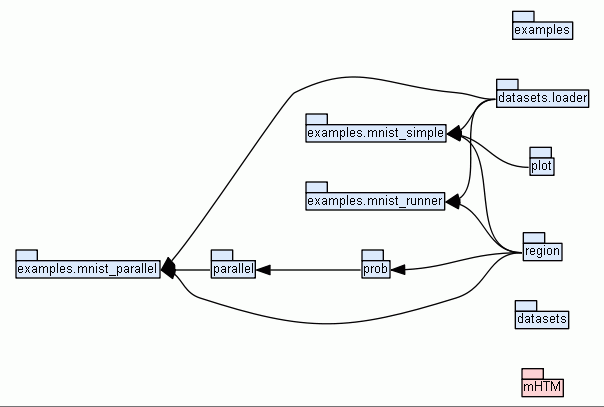 examples
datasets.loader
examples.mnist_simple
plot
examples.mnist_runner
region
examples.mnist_parallel
parallel
prob
datasets
mHTM